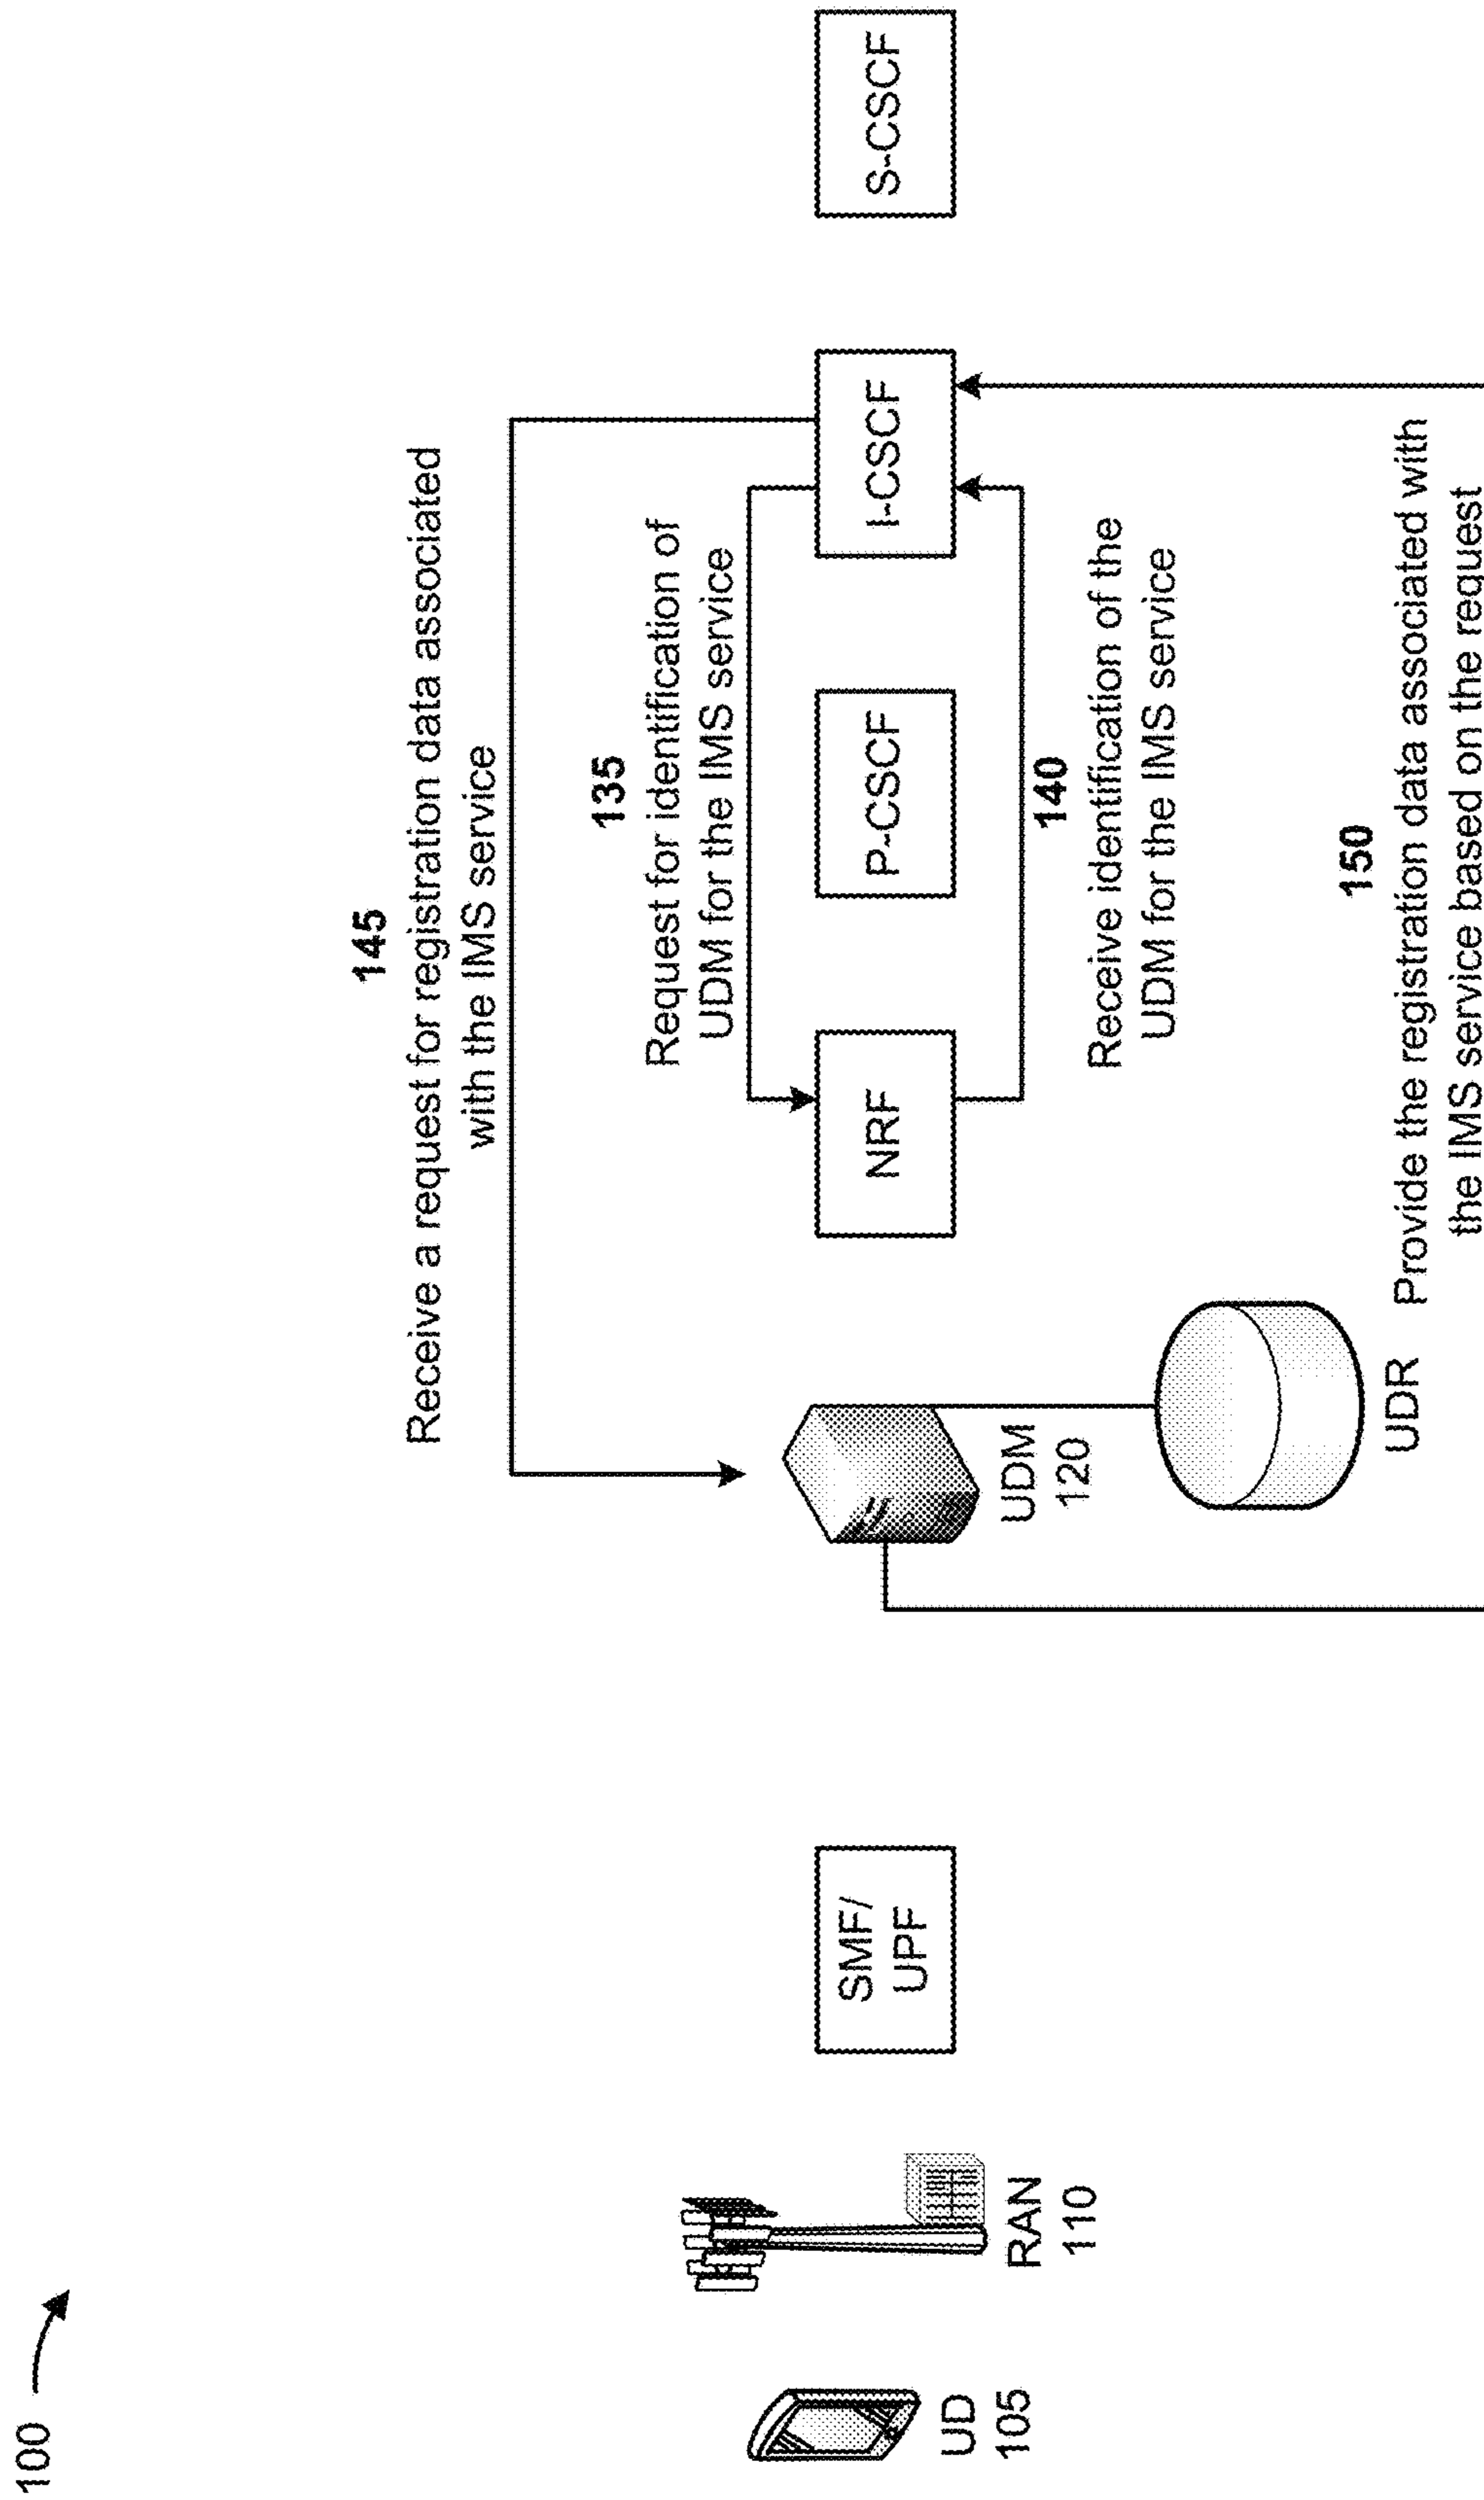 100
145
Receive a request for registration data associated
with the IMS service
135
Request for identification of
UDM for the IMS service
UD
105
RAN
110
SMF/
UPF
UDM
120
UDR
NRF
P-CSCF
I-CSCF
S-CSCF
140
Receive identification of the
UDM for the IMS service
150
Provide the registration data associated with
the IMS service based on the request